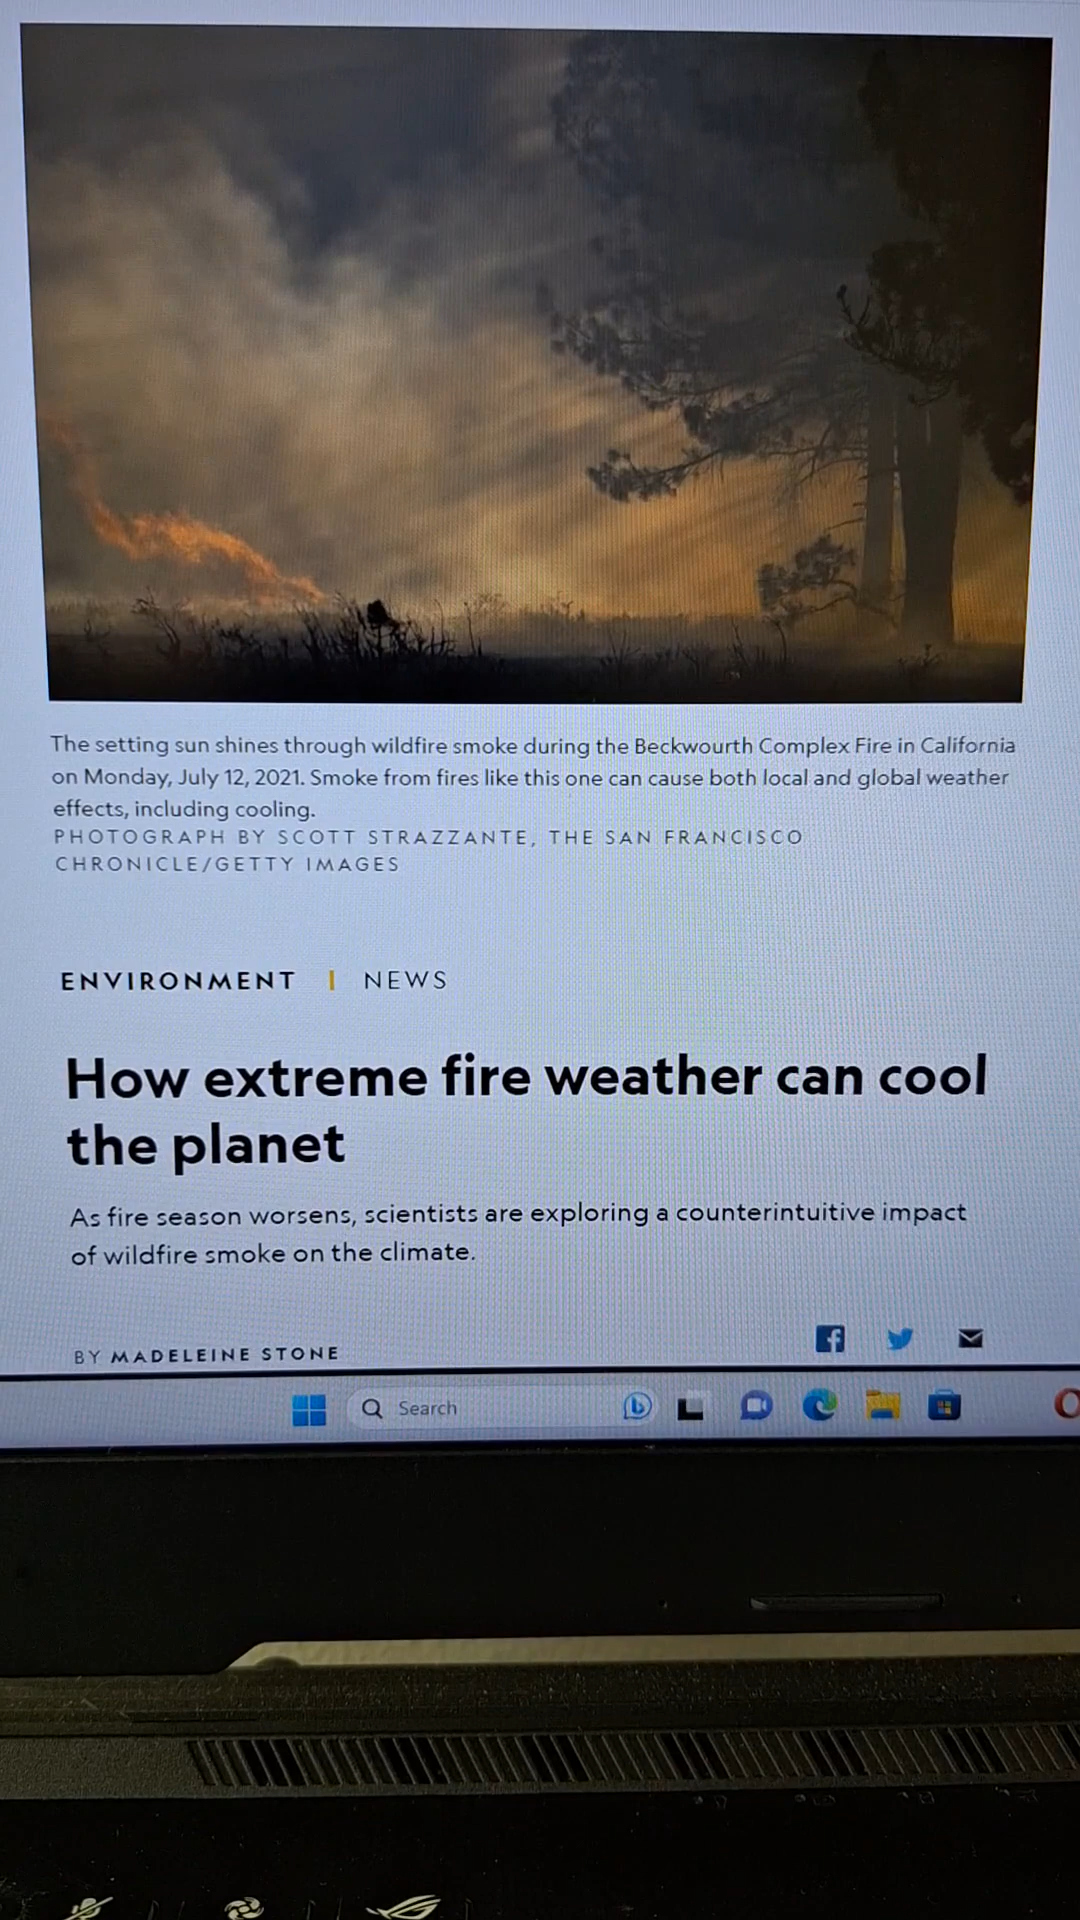 The setting sun shines through wildfire smoke during the Beckwourth Complex Fire in California
on Monday, July 12, 2021. Smoke from fires like this one can cause both local and global weather
effects, including cooling.
PHOTOGRAPH BY SCOTT STRAZZANTE, THE SAN FRANCISCO
CHRONICLE/GETTY IMAGES
ENVIRONMENT | NEWS
How extreme fire weather can cool
the planet
As fire season worsens, scientists are exploring a counterintuitive impact
of wildfire smoke on the climate.
BY MADELEINE STONE
Search